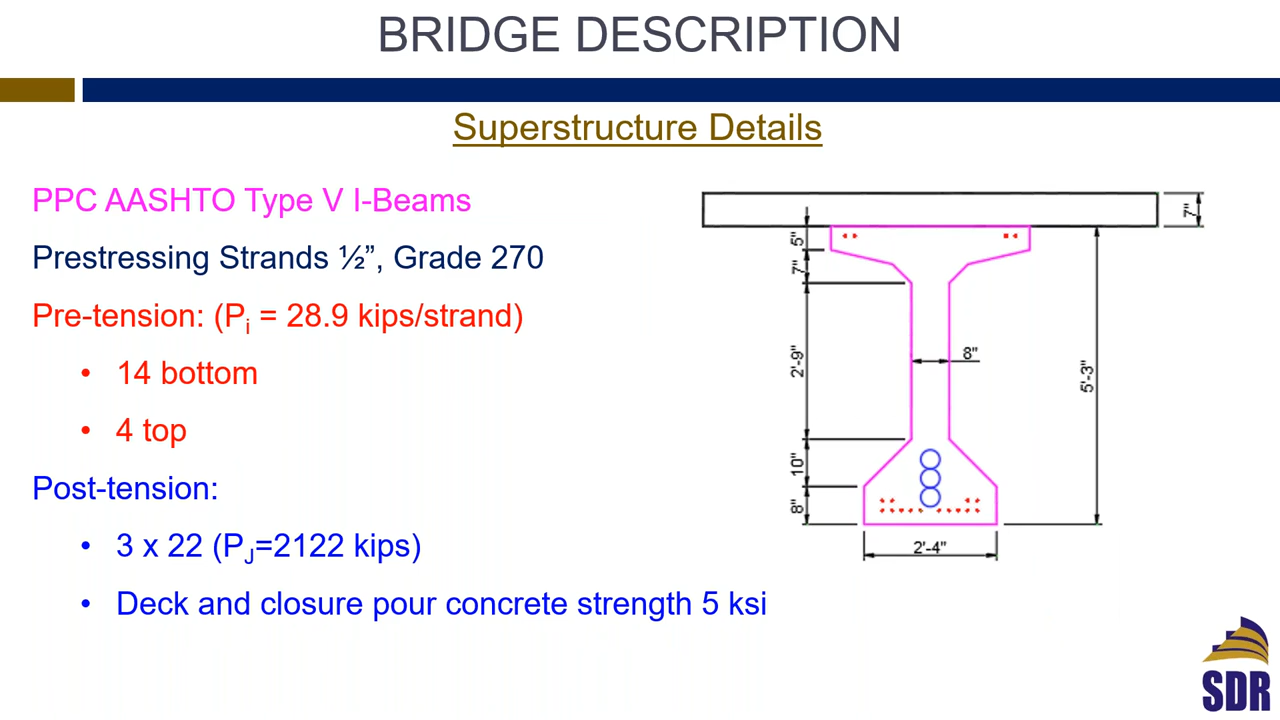 BRIDGE DESCRIPTION
Superstructure Details
PPC AASHTO Type V I-Beams
Prestressing Strands ½”, Grade 270
Pre-tension: (Pi = 28.9 kips/strand)
• 14 bottom
• 4 top
Post-tension:
• 3 x 22 (PJ=2122 kips)
• Deck and closure pour concrete strength 5 ksi
7"
5"
7"
2'-9"
8"
5'-3"
10"
8"
2'-4"
SDR